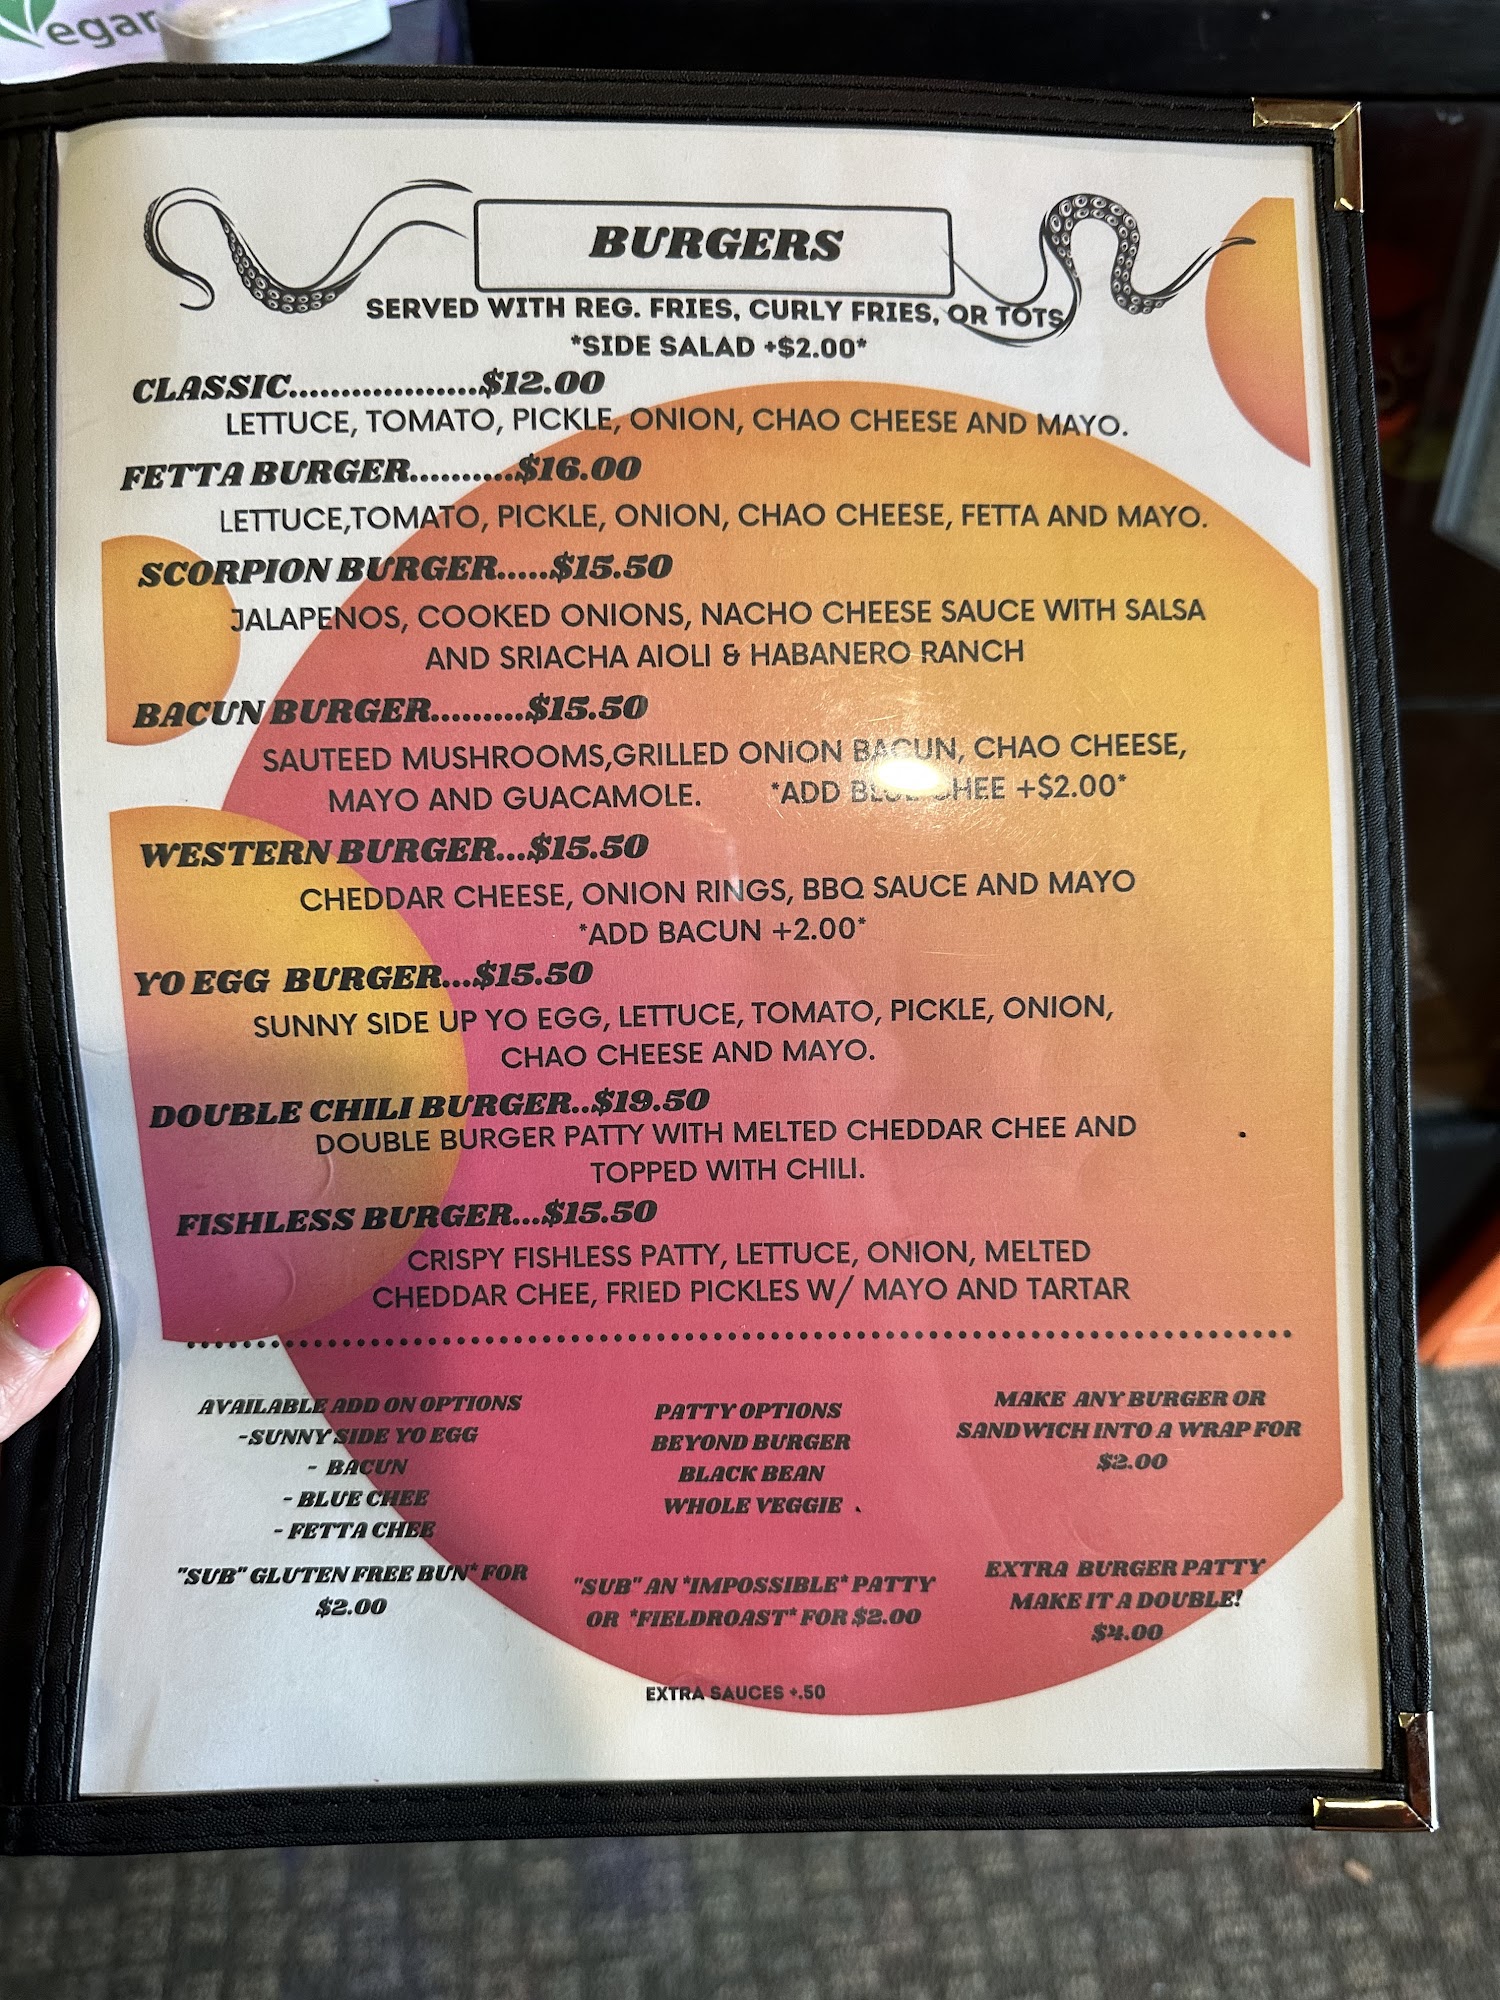 egan
BURGERS
SERVED WITH REG. FRIES, CURLY FRIES, OR TOTS
*SIDE SALAD +$2.00*
CLASSIC..................$12.00
LETTUCE, TOMATO, PICKLE, ONION, CHAO CHEESE AND MAYO.
FETTA BURGER..........$16.00
LETTUCE,TOMATO, PICKLE, ONION, CHAO CHEESE, FETTA AND MAYO.
SCORPION BURGER.....$15.50
JALAPENOS, COOKED ONIONS, NACHO CHEESE SAUCE WITH SALSA
AND SRIACHA AIOLI & HABANERO RANCH
BACUN BURGER.........$15.50
SAUTEED MUSHROOMS,GRILLED ONION BACUN, CHAO CHEESE,
MAYO AND GUACAMOLE. *ADD BLUE CHEE +$2.00*
WESTERN BURGER...$15.50
CHEDDAR CHEESE, ONION RINGS, BBQ SAUCE AND MAYO
*ADD BACUN +2.00*
YO EGG BURGER...$15.50
SUNNY SIDE UP YO EGG, LETTUCE, TOMATO, PICKLE, ONION,
CHAO CHEESE AND MAYO.
DOUBLE CHILI BURGER..$19.50
DOUBLE BURGER PATTY WITH MELTED CHEDDAR CHEE AND
TOPPED WITH CHILI.
FISHLESS BURGER...$15.50
CRISPY FISHLESS PATTY, LETTUCE, ONION, MELTED
CHEDDAR CHEE, FRIED PICKLES W/ MAYO AND TARTAR
AVAILABLE ADD ON OPTIONS
-SUNNY SIDE YO EGG
- BACUN
- BLUE CHEE
- FETTA CHEE
"SUB" GLUTEN FREE BUN* FOR
$2.00
PATTY OPTIONS
BEYOND BURGER
BLACK BEAN
WHOLE VEGGIE
"SUB" AN *IMPOSSIBLE* PATTY
OR *FIELDROAST* FOR $2.00
MAKE ANY BURGER OR
SANDWICH INTO A WRAP FOR
$2.00
EXTRA BURGER PATTY
MAKE IT A DOUBLE!
$4.00
EXTRA SAUCES +.50